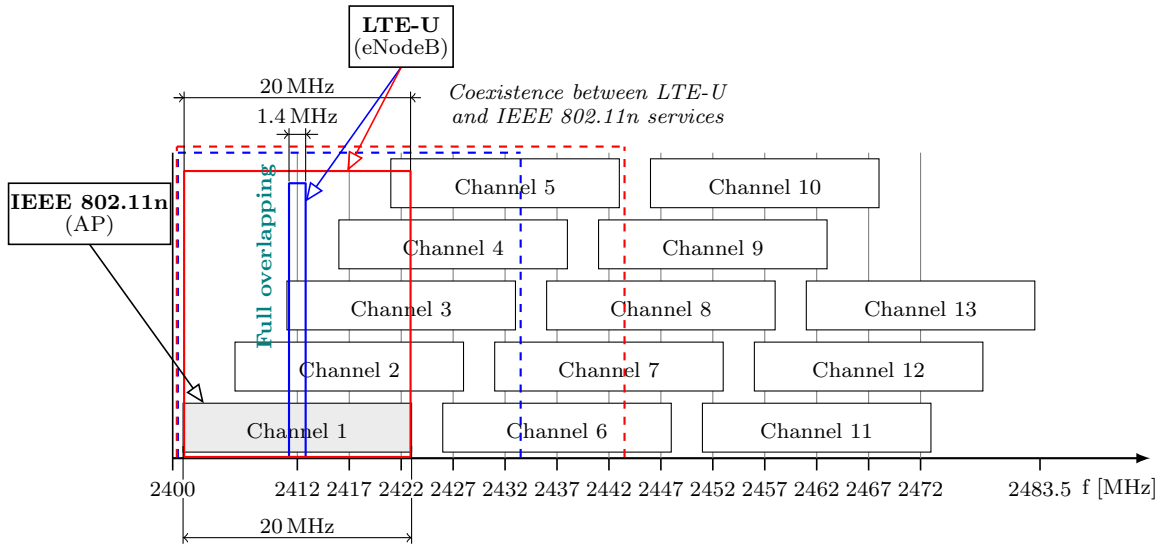 LTE-U
(eNodeB)
20 MHz
Coexistence between LTE-U
and IEEE 802.11n services
1.4 MHz
Full overlapping
IEEE 802.11n
(AP)
Channel 5
Channel 10
Channel 4
Channel 9
Channel 3
Channel 8
Channel 13
Channel 2
Channel 7
Channel 12
Channel 1
Channel 6
Channel 11
2400 2412 2417 2422 2427 2432 2437 2442 2447 2452 2457 2462 2467 2472 2483.5 f [MHz]
20 MHz